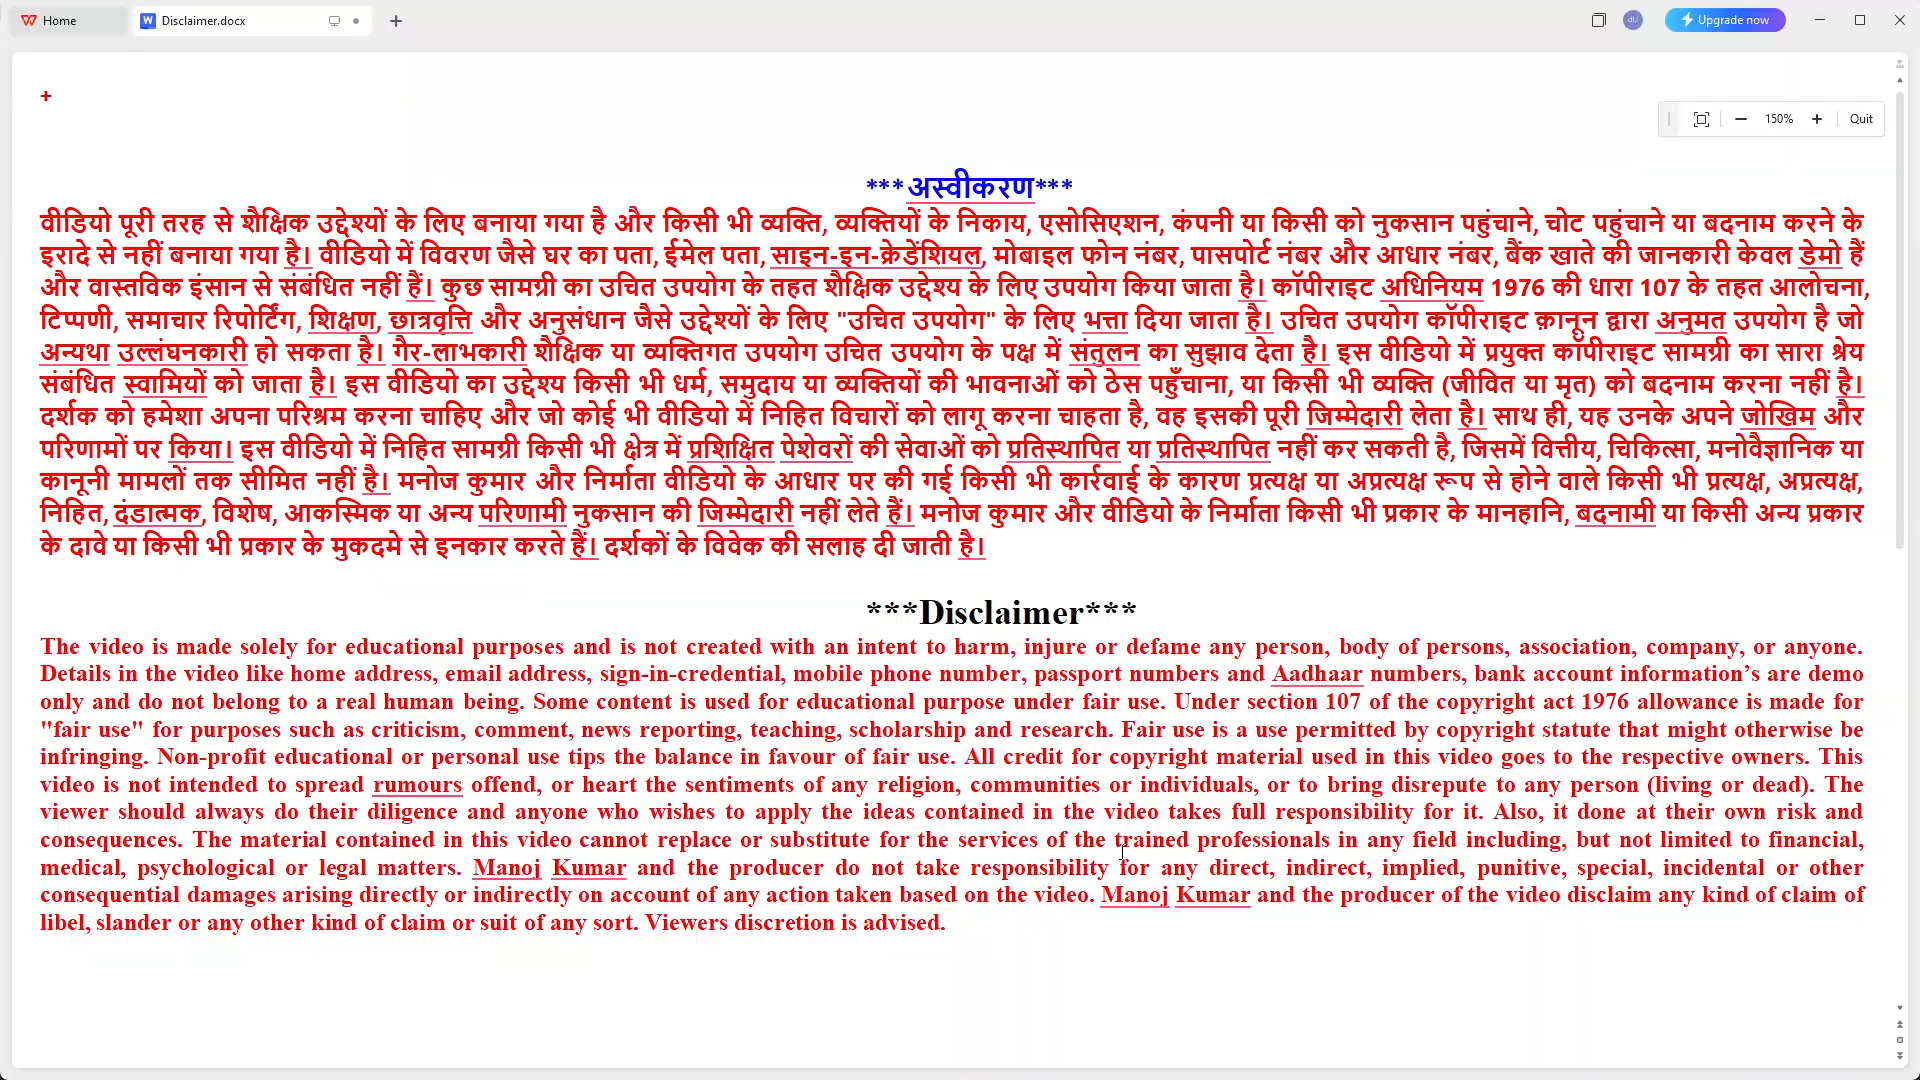 Home
Disclaimer.docx
Upgrade now
150%
Quit
***अस्वीकरण***
वीडियो पूरी तरह से शैक्षिक उद्देश्यों के लिए बनाया गया है और किसी भी व्यक्ति, व्यक्तियों के निकाय, एसोसिएशन, कंपनी या किसी को नुकसान पहुंचाने, चोट पहुंचाने या बदनाम करने के
इरादे से नहीं बनाया गया है। वीडियो में विवरण जैसे घर का पता, ईमेल पता, साइन-इन-क्रेडेंशियल, मोबाइल फोन नंबर, पासपोर्ट नंबर और आधार नंबर, बैंक खाते की जानकारी केवल डेमो हैं
और वास्तविक इंसान से संबंधित नहीं हैं। कुछ सामग्री का उचित उपयोग के तहत शैक्षिक उद्देश्य के लिए उपयोग किया जाता है। कॉपीराइट अधिनियम 1976 की धारा 107 के तहत आलोचना,
टिप्पणी, समाचार रिपोर्टिंग, शिक्षण, छात्रवृत्ति और अनुसंधान जैसे उद्देश्यों के लिए "उचित उपयोग" के लिए भत्ता दिया जाता है। उचित उपयोग कॉपीराइट क़ानून द्वारा अनुमत उपयोग है जो
अन्यथा उल्लंघनकारी हो सकता है। गैर-लाभकारी शैक्षिक या व्यक्तिगत उपयोग उचित उपयोग के पक्ष में संतुलन का सुझाव देता है। इस वीडियो में प्रयुक्त कॉपीराइट सामग्री का सारा श्रेय
संबंधित स्वामियों को जाता है। इस वीडियो का उद्देश्य किसी भी धर्म, समुदाय या व्यक्तियों की भावनाओं को ठेस पहुँचाना, या किसी भी व्यक्ति (जीवित या मृत) को बदनाम करना नहीं है।
दर्शक को हमेशा अपना परिश्रम करना चाहिए और जो कोई भी वीडियो में निहित विचारों को लागू करना चाहता है, वह इसकी पूरी जिम्मेदारी लेता है। साथ ही, यह उनके अपने जोखिम और
परिणामों पर किया। इस वीडियो में निहित सामग्री किसी भी क्षेत्र में प्रशिक्षित पेशेवरों की सेवाओं को प्रतिस्थापित या प्रतिस्थापित नहीं कर सकती है, जिसमें वित्तीय, चिकित्सा, मनोवैज्ञानिक या
कानूनी मामलों तक सीमित नहीं है। मनोज कुमार और निर्माता वीडियो के आधार पर की गई किसी भी कार्रवाई के कारण प्रत्यक्ष या अप्रत्यक्ष रूप से होने वाले किसी भी प्रत्यक्ष, अप्रत्यक्ष,
निहित, दंडात्मक, विशेष, आकस्मिक या अन्य परिणामी नुकसान की जिम्मेदारी नहीं लेते हैं। मनोज कुमार और वीडियो के निर्माता किसी भी प्रकार के मानहानि, बदनामी या किसी अन्य प्रकार
के दावे या किसी भी प्रकार के मुकदमे से इनकार करते हैं। दर्शकों के विवेक की सलाह दी जाती है।
***Disclaimer***
The video is made solely for educational purposes and is not created with an intent to harm, injure or defame any person, body of persons, association, company, or anyone.
Details in the video like home address, email address, sign-in-credential, mobile phone number, passport numbers and Aadhaar numbers, bank account information’s are demo
only and do not belong to a real human being. Some content is used for educational purpose under fair use. Under section 107 of the copyright act 1976 allowance is made for
"fair use" for purposes such as criticism, comment, news reporting, teaching, scholarship and research. Fair use is a use permitted by copyright statute that might otherwise be
infringing. Non-profit educational or personal use tips the balance in favour of fair use. All credit for copyright material used in this video goes to the respective owners. This
video is not intended to spread rumours offend, or heart the sentiments of any religion, communities or individuals, or to bring disrepute to any person (living or dead). The
viewer should always do their diligence and anyone who wishes to apply the ideas contained in the video takes full responsibility for it. Also, it done at their own risk and
consequences. The material contained in this video cannot replace or substitute for the services of the trained professionals in any field including, but not limited to financial,
medical, psychological or legal matters. Manoj Kumar and the producer do not take responsibility for any direct, indirect, implied, punitive, special, incidental or other
consequential damages arising directly or indirectly on account of any action taken based on the video. Manoj Kumar and the producer of the video disclaim any kind of claim of
libel, slander or any other kind of claim or suit of any sort. Viewers discretion is advised.